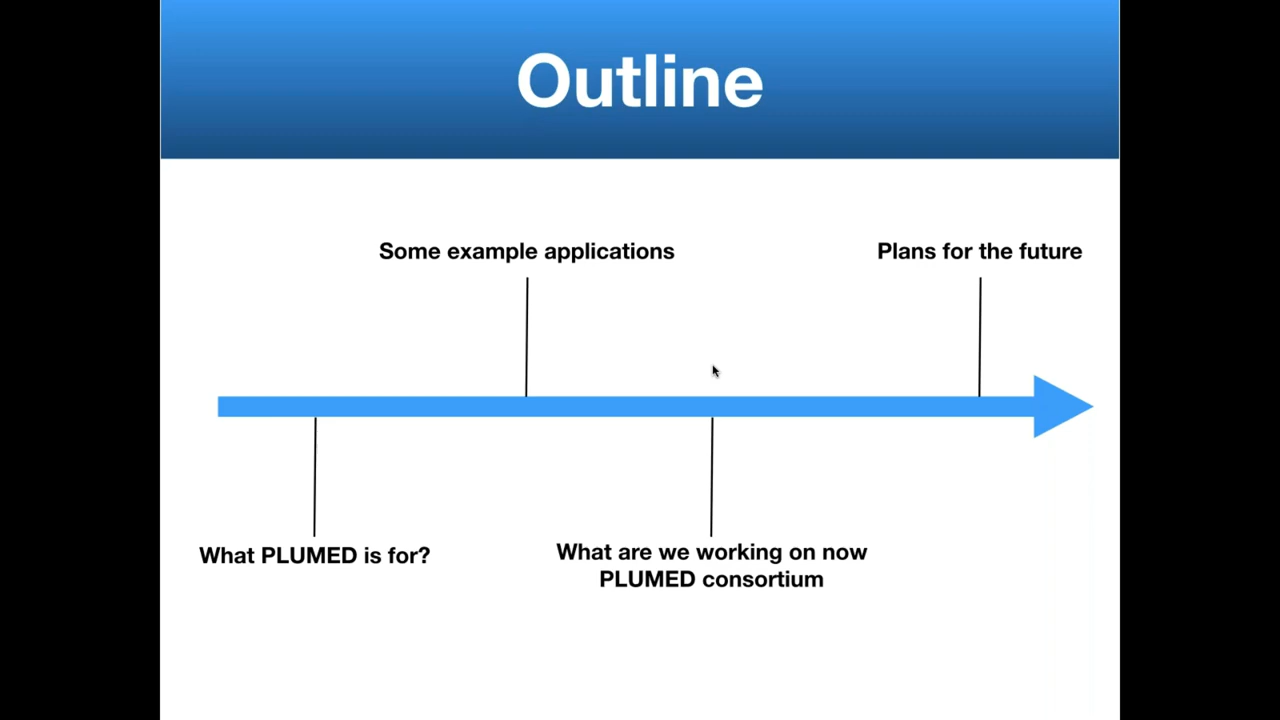 Outline
Some example applications
Plans for the future
What PLUMED is for?
What are we working on now
PLUMED consortium